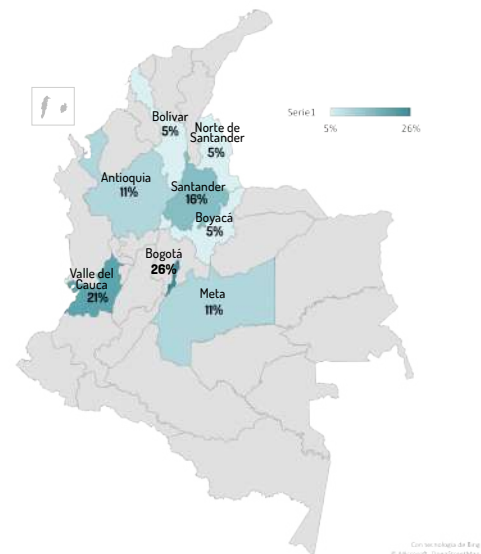 Bolivar
5%
Norte de
Santander
5%
Serie1
5%
26%
Antioquia
11%
Santander
16%
Boyacá
5%
Bogotá
26%
Valle del
Cauca
21%
Meta
11%
Con tecnología de Bing